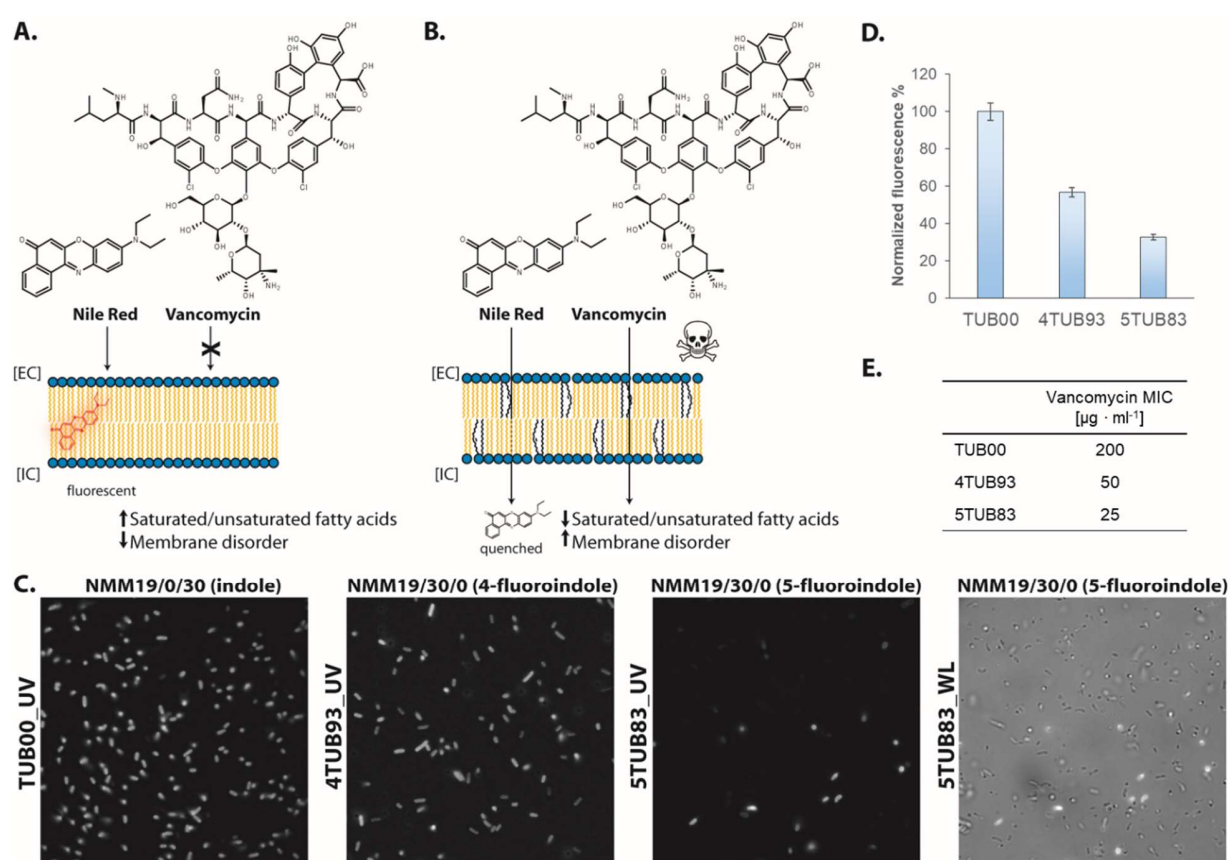 A.
Nile Red
Vancomycin
[EC]
[IC]
fluorescent
↑Saturated/unsaturated fatty acids
↓Membrane disorder
B.
Nile Red
Vancomycin
[EC]
[IC]
quenched
↓Saturated/unsaturated fatty acids
↑Membrane disorder
C.
NMM19/0/30 (indole)
TUB00_UV
NMM19/30/0 (4-fluoroindole)
4TUB93_UV
NMM19/30/0 (5-fluoroindole)
5TUB83_UV
NMM19/30/0 (5-fluoroindole)
5TUB83_WL
D.
Normalized fluorescence %
120
100
80
60
40
20
0
TUB00 4TUB93 5TUB83
E.
Vancomycin MIC
[µg · ml-1]
TUB00 200
4TUB93 50
5TUB83 25